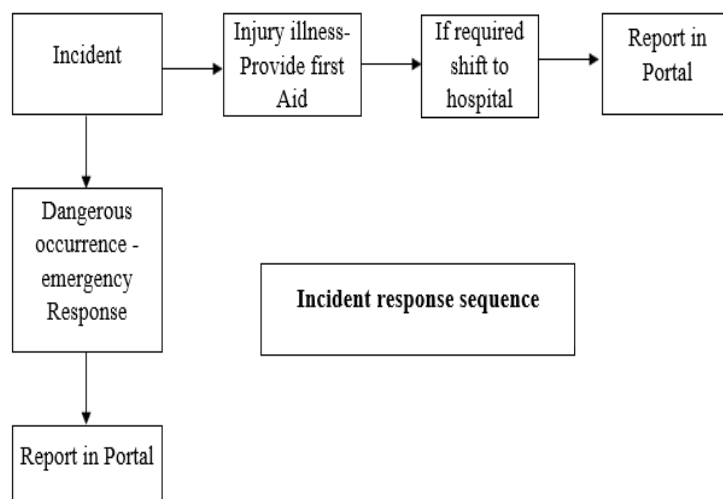 Incident
Injury illness-
Provide first
Aid
If required
shift to
hospital
Report in
Portal
Dangerous
occurrence -
emergency
Response
Incident response sequence
Report in Portal